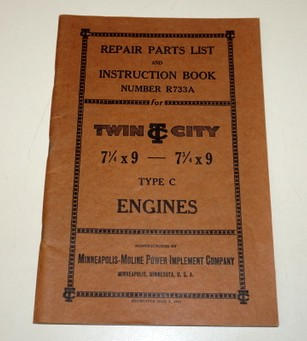 REPAIR PARTS LIST
AND
INSTRUCTION BOOK
NUMBER R733A
for
TWIN TC CITY
7¼ x 9 — 7¾ x 9
TYPE C
ENGINES
MANUFACTURED BY
MINNEAPOLIS-MOLINE POWER IMPLEMENT COMPANY
MINNEAPOLIS, MINNESOTA, U. S. A.